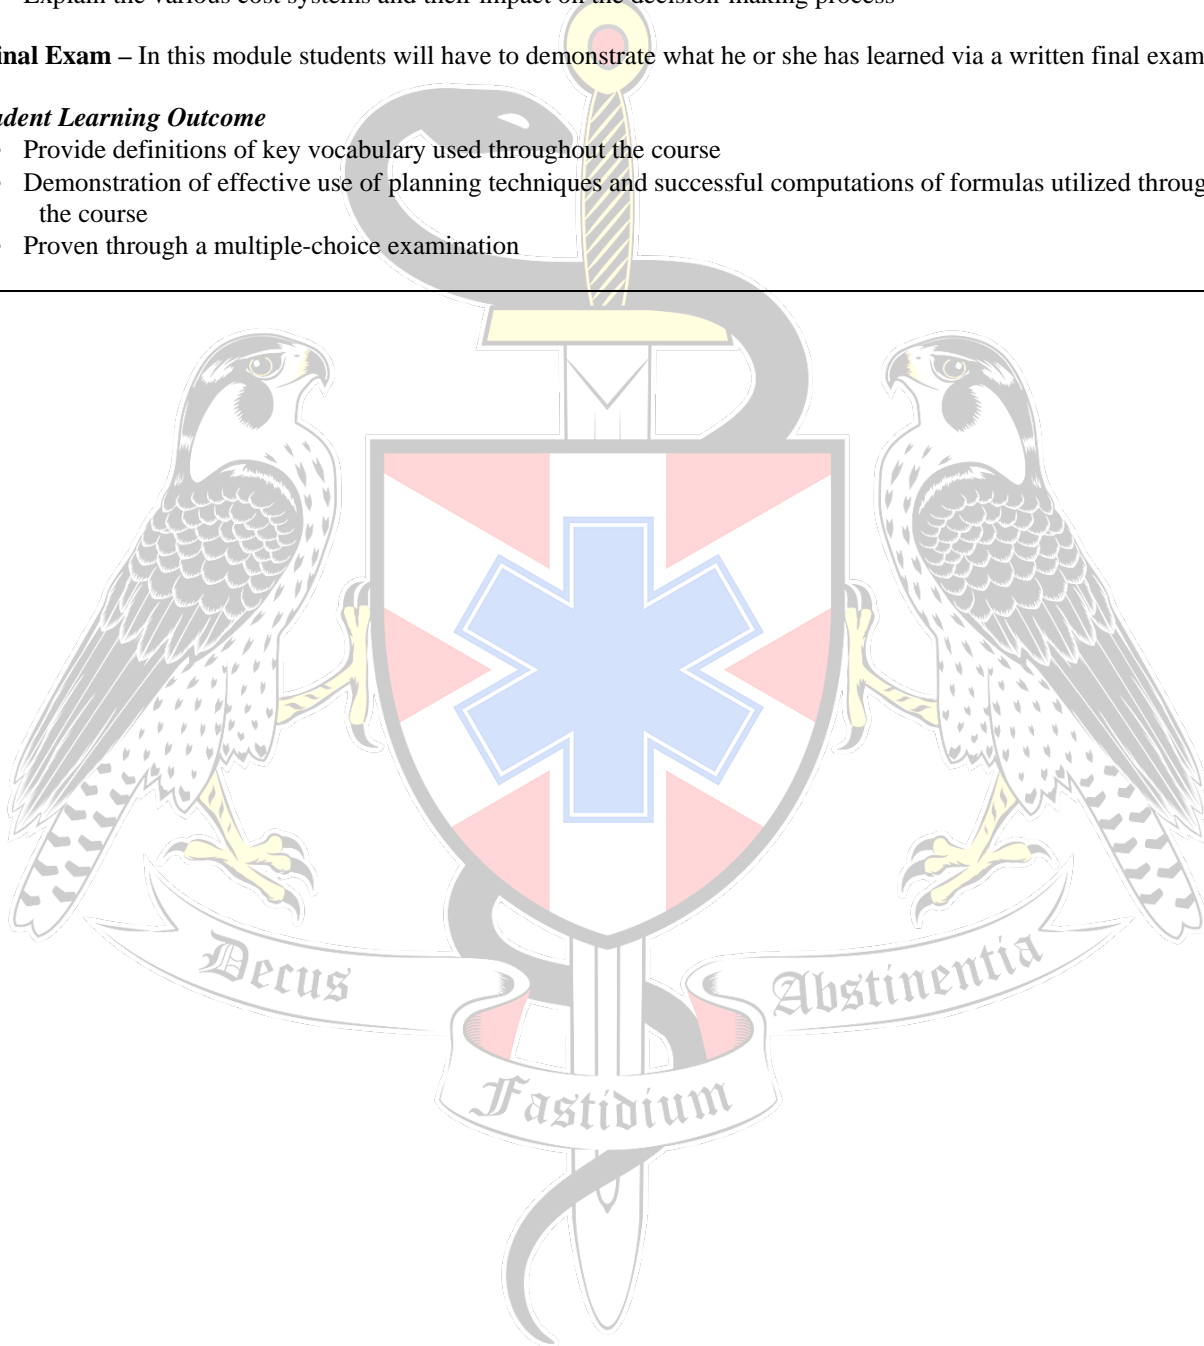 Explain the various cost systems and their impact on the decision-making process
inal Exam – In this module students will have to demonstrate what he or she has learned via a written final exam
udent Learning Outcome
Provide definitions of key vocabulary used throughout the course
Demonstration of effective use of planning techniques and successful computations of formulas utilized throug
the course
Proven through a multiple-choice examination
Decus
Abstinentia
Fastidium